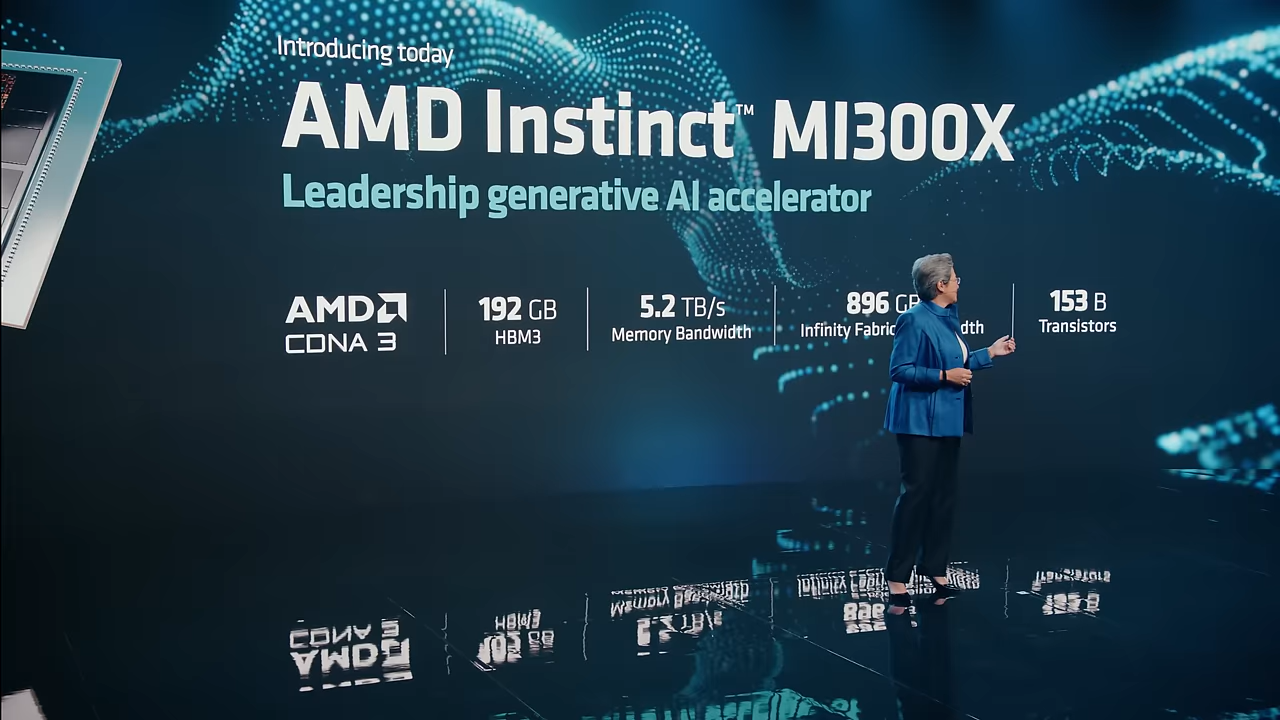 Introducing today
AMD Instinct™ MI300X
Leadership generative AI accelerator
AMD
CDNA 3
192 GB
HBM3
5.2 TB/s
Memory Bandwidth
896
Infinity
153 B
Transistors